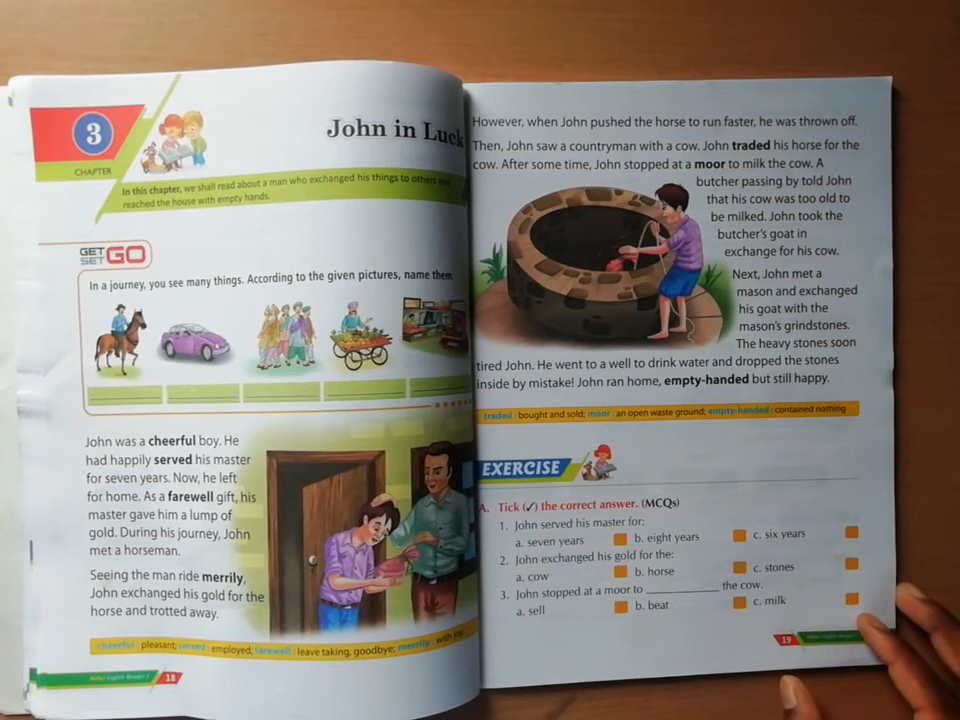 3
CHAPTER
John in Luck
In this chapter, we shall read about a man who exchanged his things to others and
reached the house with empty hands.
GET
SET
GO
In a journey, you see many things. According to the given pictures, name them.
John was a cheerful boy. He
had happily served his master
for seven years. Now, he left
for home. As a farewell gift, his
master gave him a lump of
gold. During his journey, John
met a horseman.
Seeing the man ride merrily,
John exchanged his gold for the
horse and trotted away.
cheerful : pleasant; served : employed; farewell : leave taking, goodbye; merrily : with joy
Hello! English Reader-1
18
However, when John pushed the horse to run faster, he was thrown off.
Then, John saw a countryman with a cow. John traded his horse for the
cow. After some time, John stopped at a moor to milk the cow. A
butcher passing by told John
that his cow was too old to
be milked. John took the
butcher's goat in
exchange for his cow.
Next, John met a
mason and exchanged
his goat with the
mason's grindstones.
The heavy stones soon
tired John. He went to a well to drink water and dropped the stones
inside by mistake! John ran home, empty-handed but still happy.
traded : bought and sold; moor : an open waste ground; empty-handed : contained nothing
EXERCISE
A. Tick (✓) the correct answer. (MCQs)
1. John served his master for:
a. seven years b. eight years c. six years
2. John exchanged his gold for the:
a. cow b. horse c. stones
3. John stopped at a moor to __________ the cow.
a. sell b. beat c. milk
19